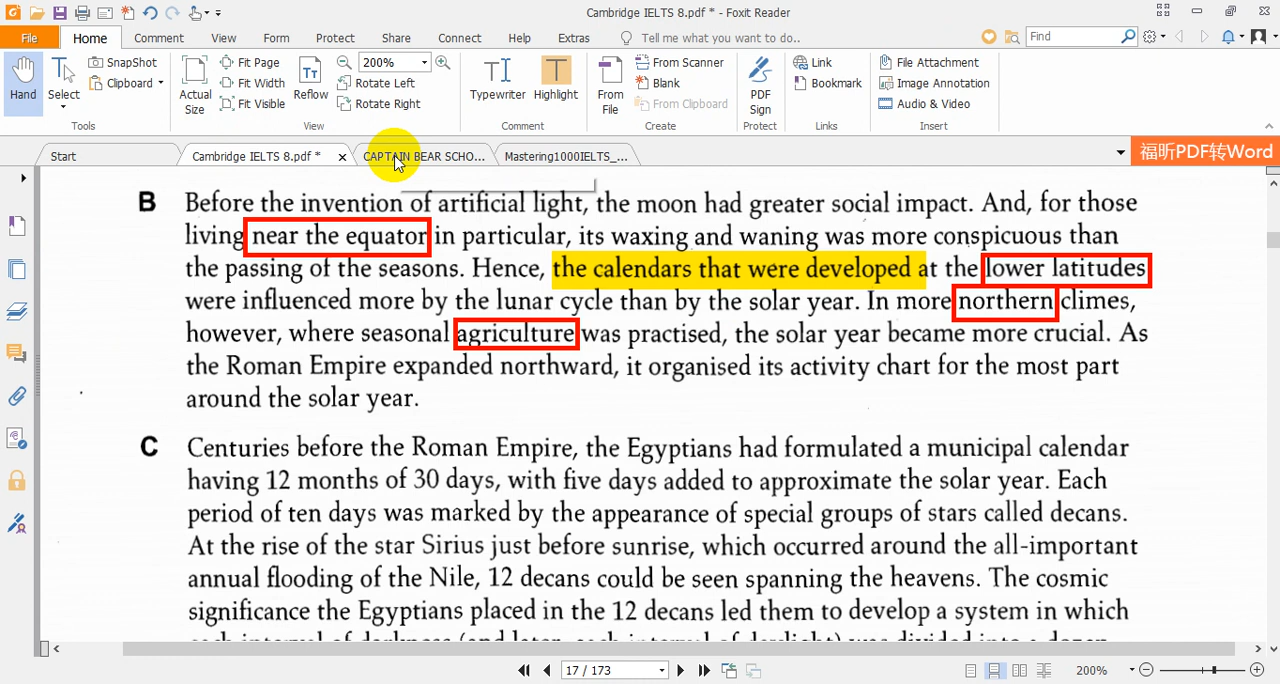 Cambridge IELTS 8.pdf * - Foxit Reader
File Home Comment View Form Protect Share Connect Help Extras Tell me what you want to do.. Find
Hand
Select
SnapShot
Clipboard
Tools
Actual Size
Fit Page
Fit Width
Fit Visible
Reflow
200%
Rotate Left
Rotate Right
View
Typewriter
Highlight
Comment
From File
From Scanner
Blank
From Clipboard
Create
PDF Sign
Protect
Link
Bookmark
Links
File Attachment
Image Annotation
Audio & Video
Insert
Start Cambridge IELTS 8.pdf * CAPTAIN BEAR SCHO... Mastering1000IELTS_... 福昕PDF转Word
B Before the invention of artificial light, the moon had greater social impact. And, for those
living near the equator in particular, its waxing and waning was more conspicuous than
the passing of the seasons. Hence, the calendars that were developed at the lower latitudes
were influenced more by the lunar cycle than by the solar year. In more northern climes,
however, where seasonal agriculture was practised, the solar year became more crucial. As
the Roman Empire expanded northward, it organised its activity chart for the most part
around the solar year.
C Centuries before the Roman Empire, the Egyptians had formulated a municipal calendar
having 12 months of 30 days, with five days added to approximate the solar year. Each
period of ten days was marked by the appearance of special groups of stars called decans.
At the rise of the star Sirius just before sunrise, which occurred around the all-important
annual flooding of the Nile, 12 decans could be seen spanning the heavens. The cosmic
significance the Egyptians placed in the 12 decans led them to develop a system in which
17 / 173 200%